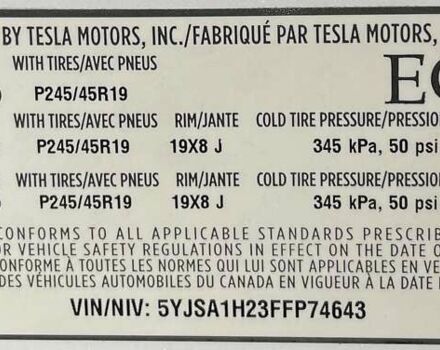 BY TESLA MOTORS, INC./FABRIQUÉ PAR TESLA MOTORS,
WITH TIRES/AVEC PNEUS
P245/45R19
WITH TIRES/AVEC PNEUS RIM/JANTE COLD TIRE PRESSURE/PRESSION
P245/45R19 19X8 J 345 kPa, 50 psi
WITH TIRES/AVEC PNEUS RIM/JANTE COLD TIRE PRESSURE/PRESSION
P245/45R19 19X8 J 345 kPa, 50 psi
CONFORMS TO ALL APPLICABLE STANDARDS PRESCRIB
OR VEHICLE SAFETY REGULATIONS IN EFFECT ON THE DATE O
CONFORME À TOUTES LES NORMES QUI LUI SONT APPLICABLES EN
DES VÉHICULES AUTOMOBILES DU CANADA EN VIGUEUR À LA DATE
VIN/NIV: 5YJSA1H23FFP74643